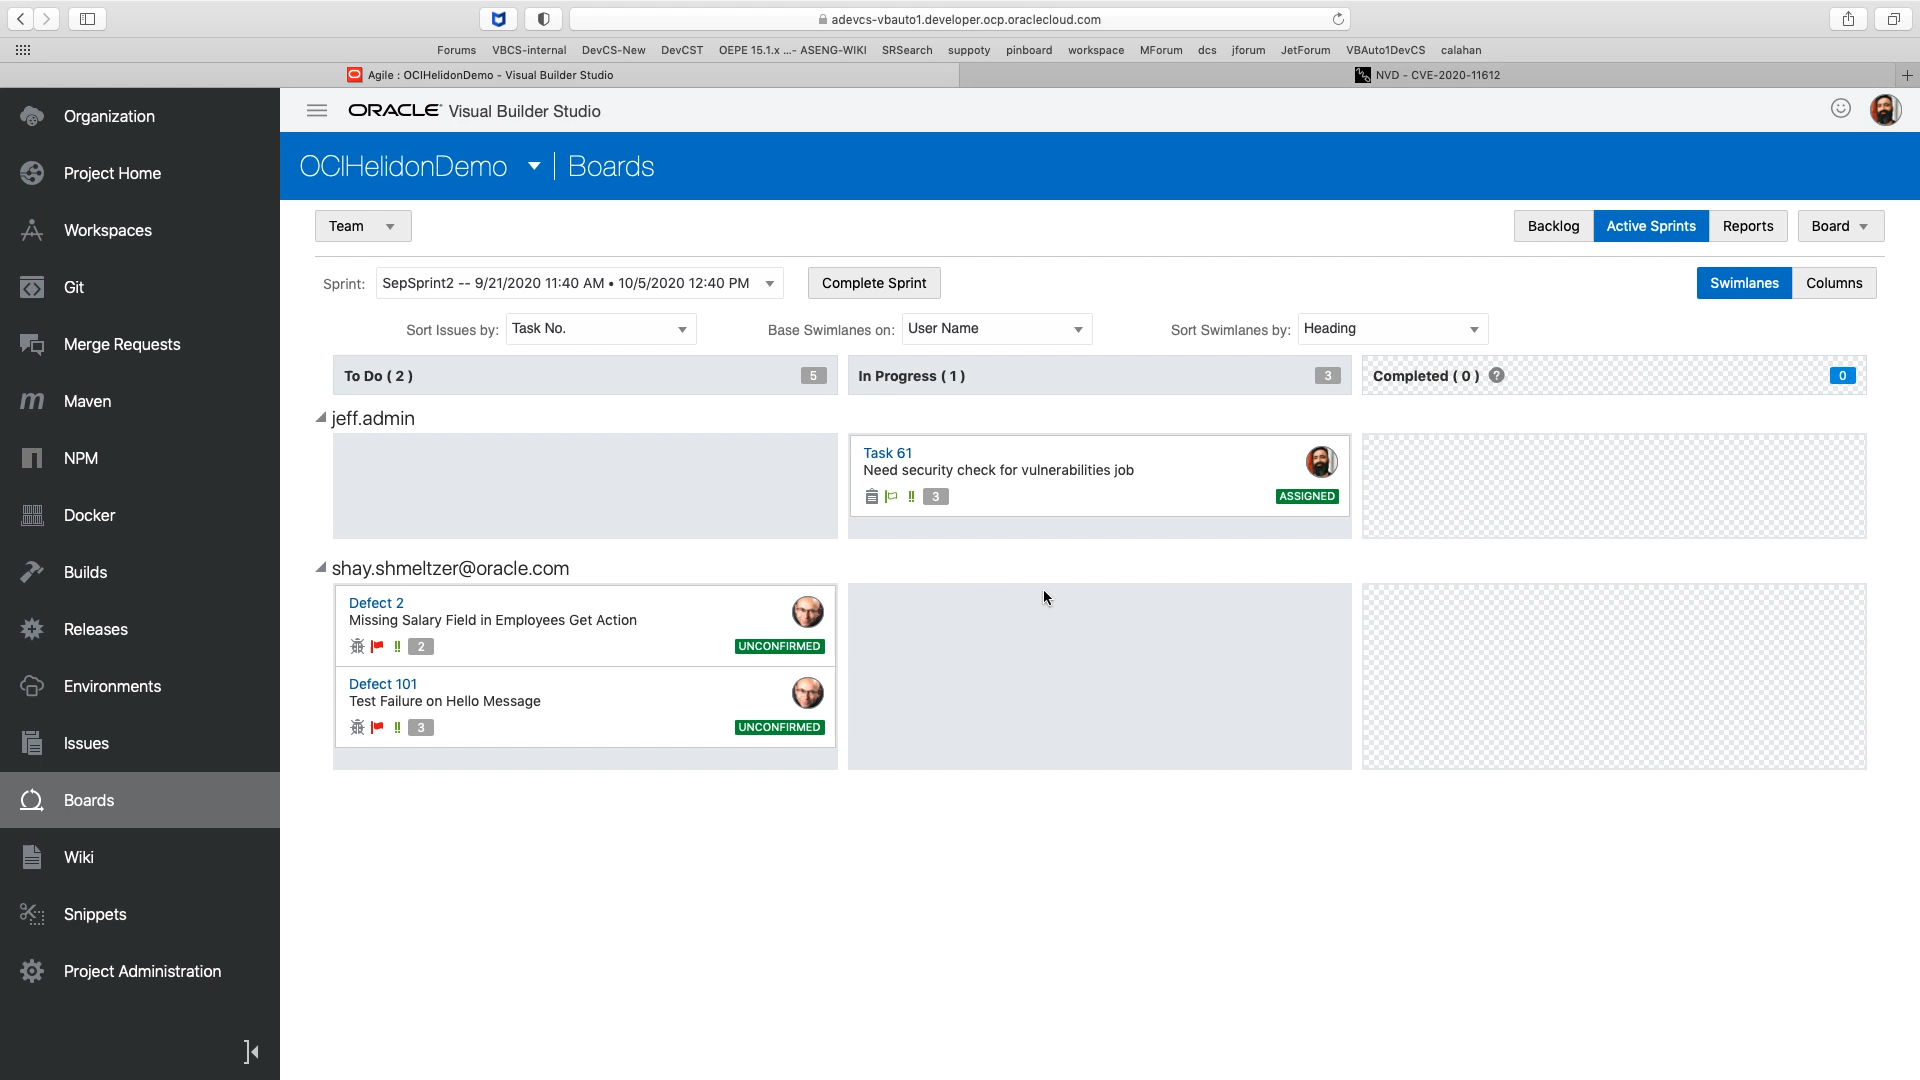 adevcs-vbauto1.developer.ocp.oraclecloud.com
Forums VBCS-internal DevCS-New DevCST OEPE 15.1.x ...- ASENG-WIKI SRSearch suppoty pinboard workspace MForum dcs jforum JetForum VBAuto1DevCS calahan
Agile : OCIHelidonDemo - Visual Builder Studio
NVD - CVE-2020-11612
Organization
Project Home
Workspaces
Git
Merge Requests
Maven
NPM
Docker
Builds
Releases
Environments
Issues
Boards
Wiki
Snippets
Project Administration
ORACLE Visual Builder Studio
OCIHelidonDemo Boards
Team
Backlog Active Sprints Reports Board
Sprint: SepSprint2 -- 9/21/2020 11:40 AM • 10/5/2020 12:40 PM Complete Sprint
Swimlanes Columns
Sort Issues by: Task No. Base Swimlanes on: User Name Sort Swimlanes by: Heading
To Do ( 2 ) 5
In Progress ( 1 ) 3
Completed ( 0 ) ? 0
jeff.admin
Task 61
Need security check for vulnerabilities job
3 ASSIGNED
shay.shmeltzer@oracle.com
Defect 2
Missing Salary Field in Employees Get Action
2 UNCONFIRMED
Defect 101
Test Failure on Hello Message
3 UNCONFIRMED